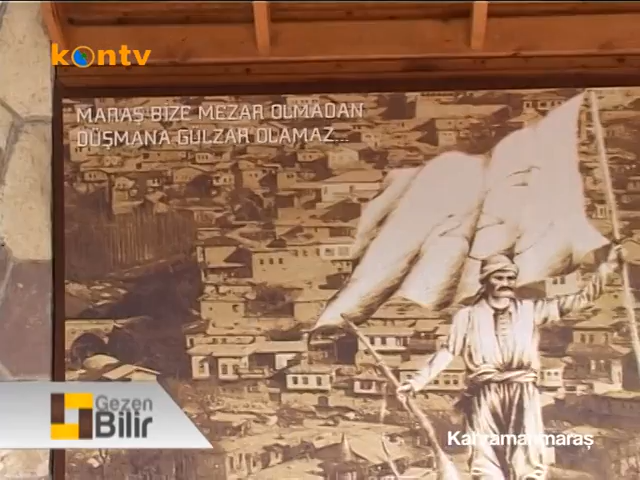 kontv
MARAŞ BİZE MEZAR OLMADAN
DÜŞMANA GÜLZAR OLAMAZ...
Gezen
Bilir
Kahramanmaraş